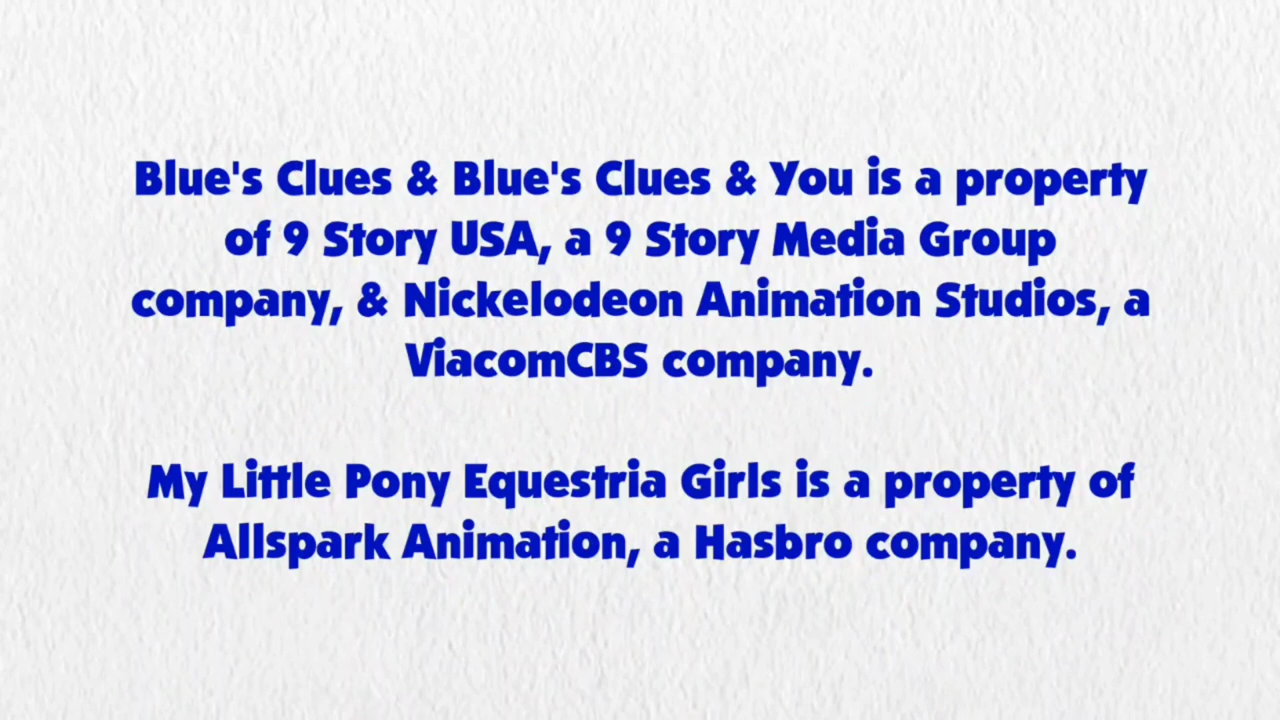 Blue's Clues & Blue's Clues & You is a property
of 9 Story USA, a 9 Story Media Group
company, & Nickelodeon Animation Studios, a
ViacomCBS company.
My Little Pony Equestria Girls is a property of
Allspark Animation, a Hasbro company.